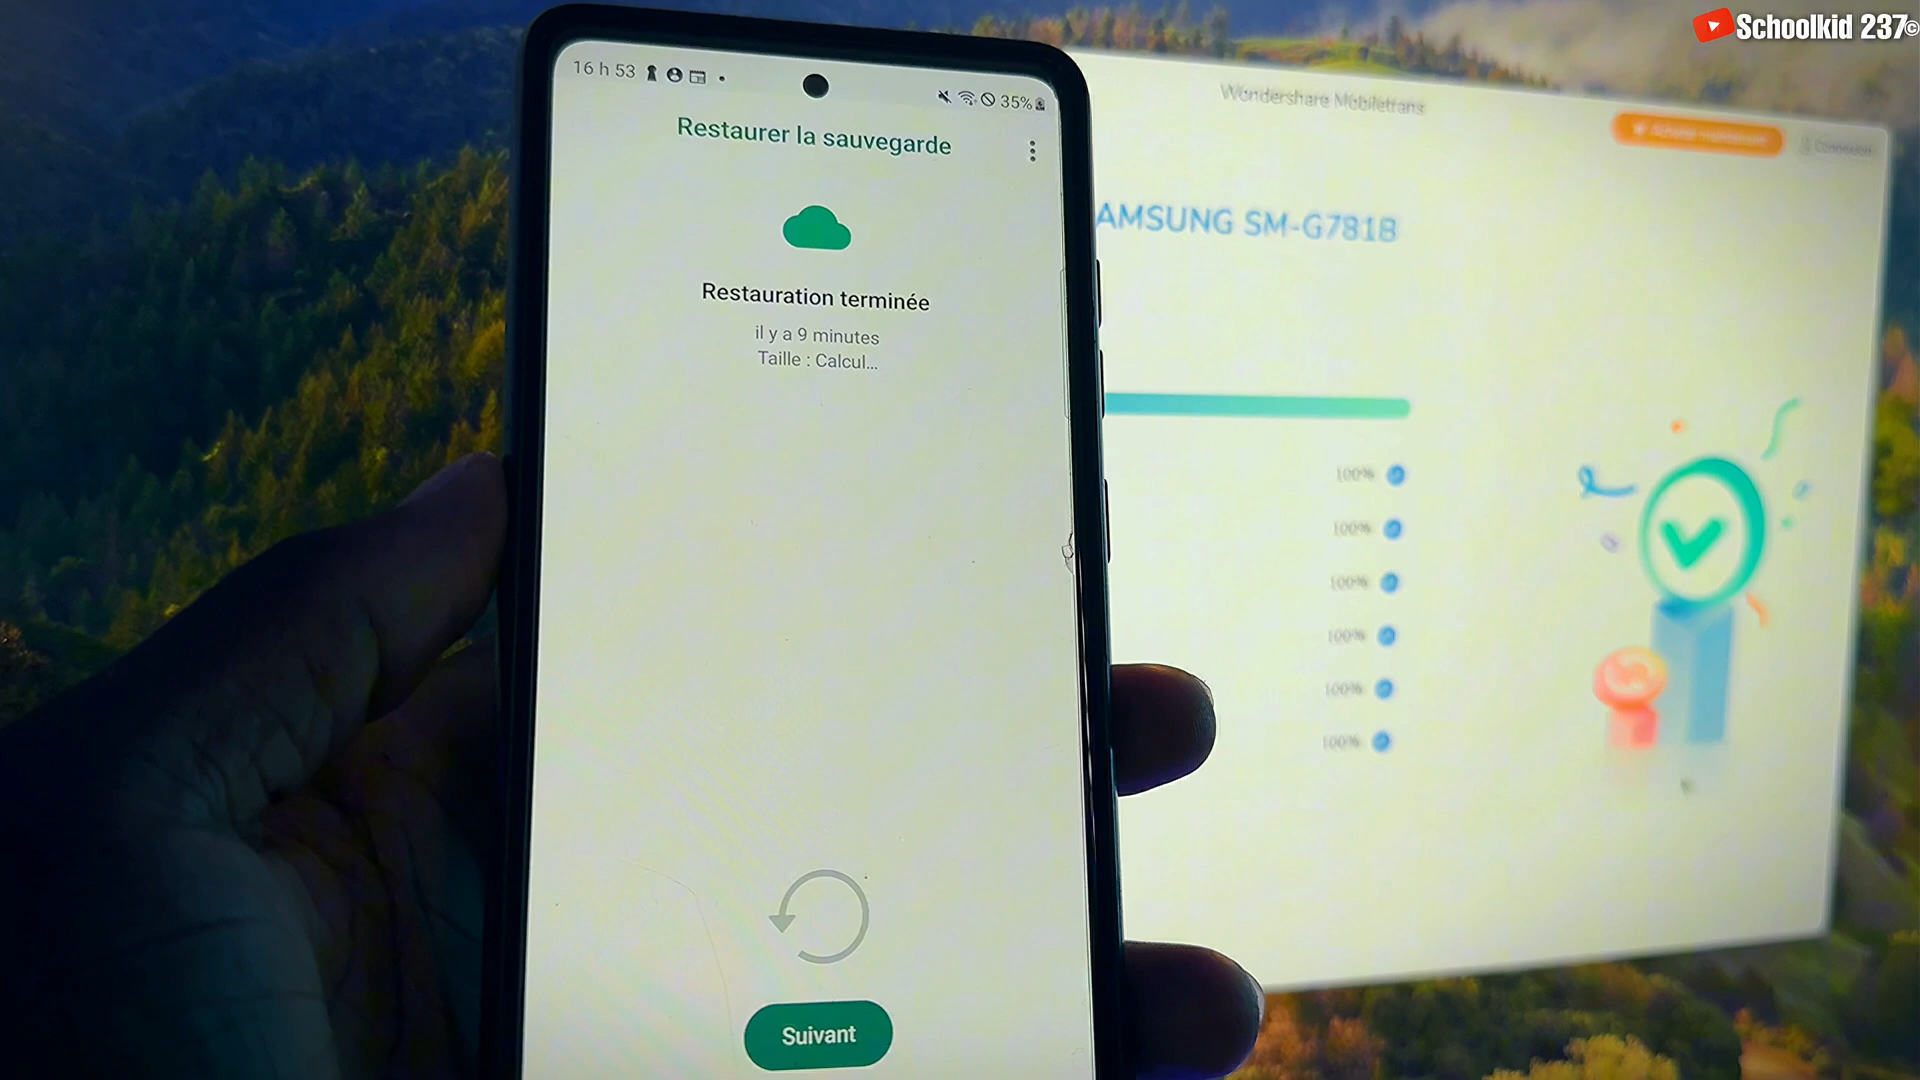 Schoolkid 237©
16 h 53
35%
Restaurer la sauvegarde
Restauration terminée
il y a 9 minutes
Taille : Calcul...
Suivant
Wondershare Mobiletrans
Connexion
AMSUNG SM-G781B
100%
100%
100%
100%
100%
100%